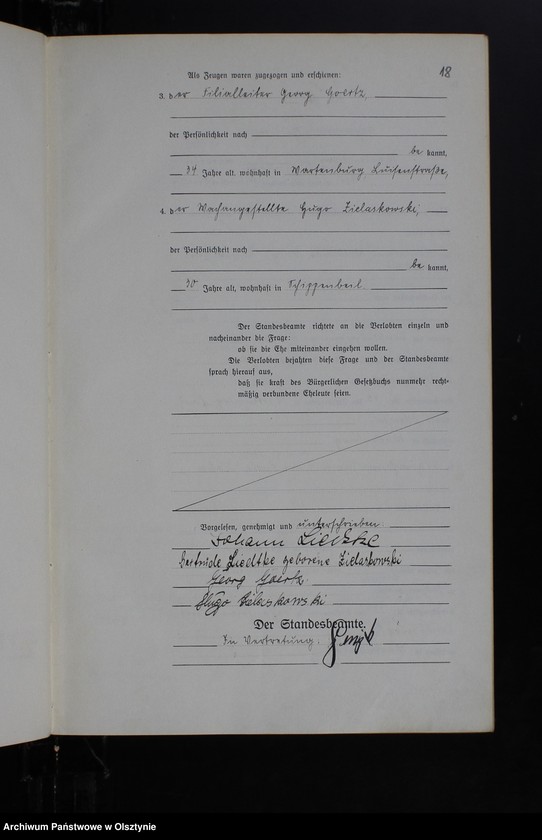 18
Als Zeugen waren zugezogen und erschienen:
3. der Filialleiter Georg Goertz,
der Persönlichkeit nach
be kannt,
34 Jahre alt, wohnhaft in Wartenburg, Luisenstraße,
4. der Wachangestellte Hugo Zielaskowski,
der Persönlichkeit nach
be kannt,
30 Jahre alt, wohnhaft in Schippenbeil
Der Standesbeamte richtete an die Verlobten einzeln und
nacheinander die Frage:
ob sie die Ehe miteinander eingehen wollen.
Die Verlobten bejahten diese Frage und der Standesbeamte
sprach hierauf aus,
daß sie kraft des Bürgerlichen Gesetzbuchs nunmehr recht-
mäßig verbundene Eheleute seien.
Vorgelesen, genehmigt und unterschrieben
Johann Liedtke
Gertrude Liedtke geborene Zielaskowski
Georg Goertz.
Hugo Zielaskowski
Der Standesbeamte.
In Vertretung:
Archiwum Państwowe w Olsztynie